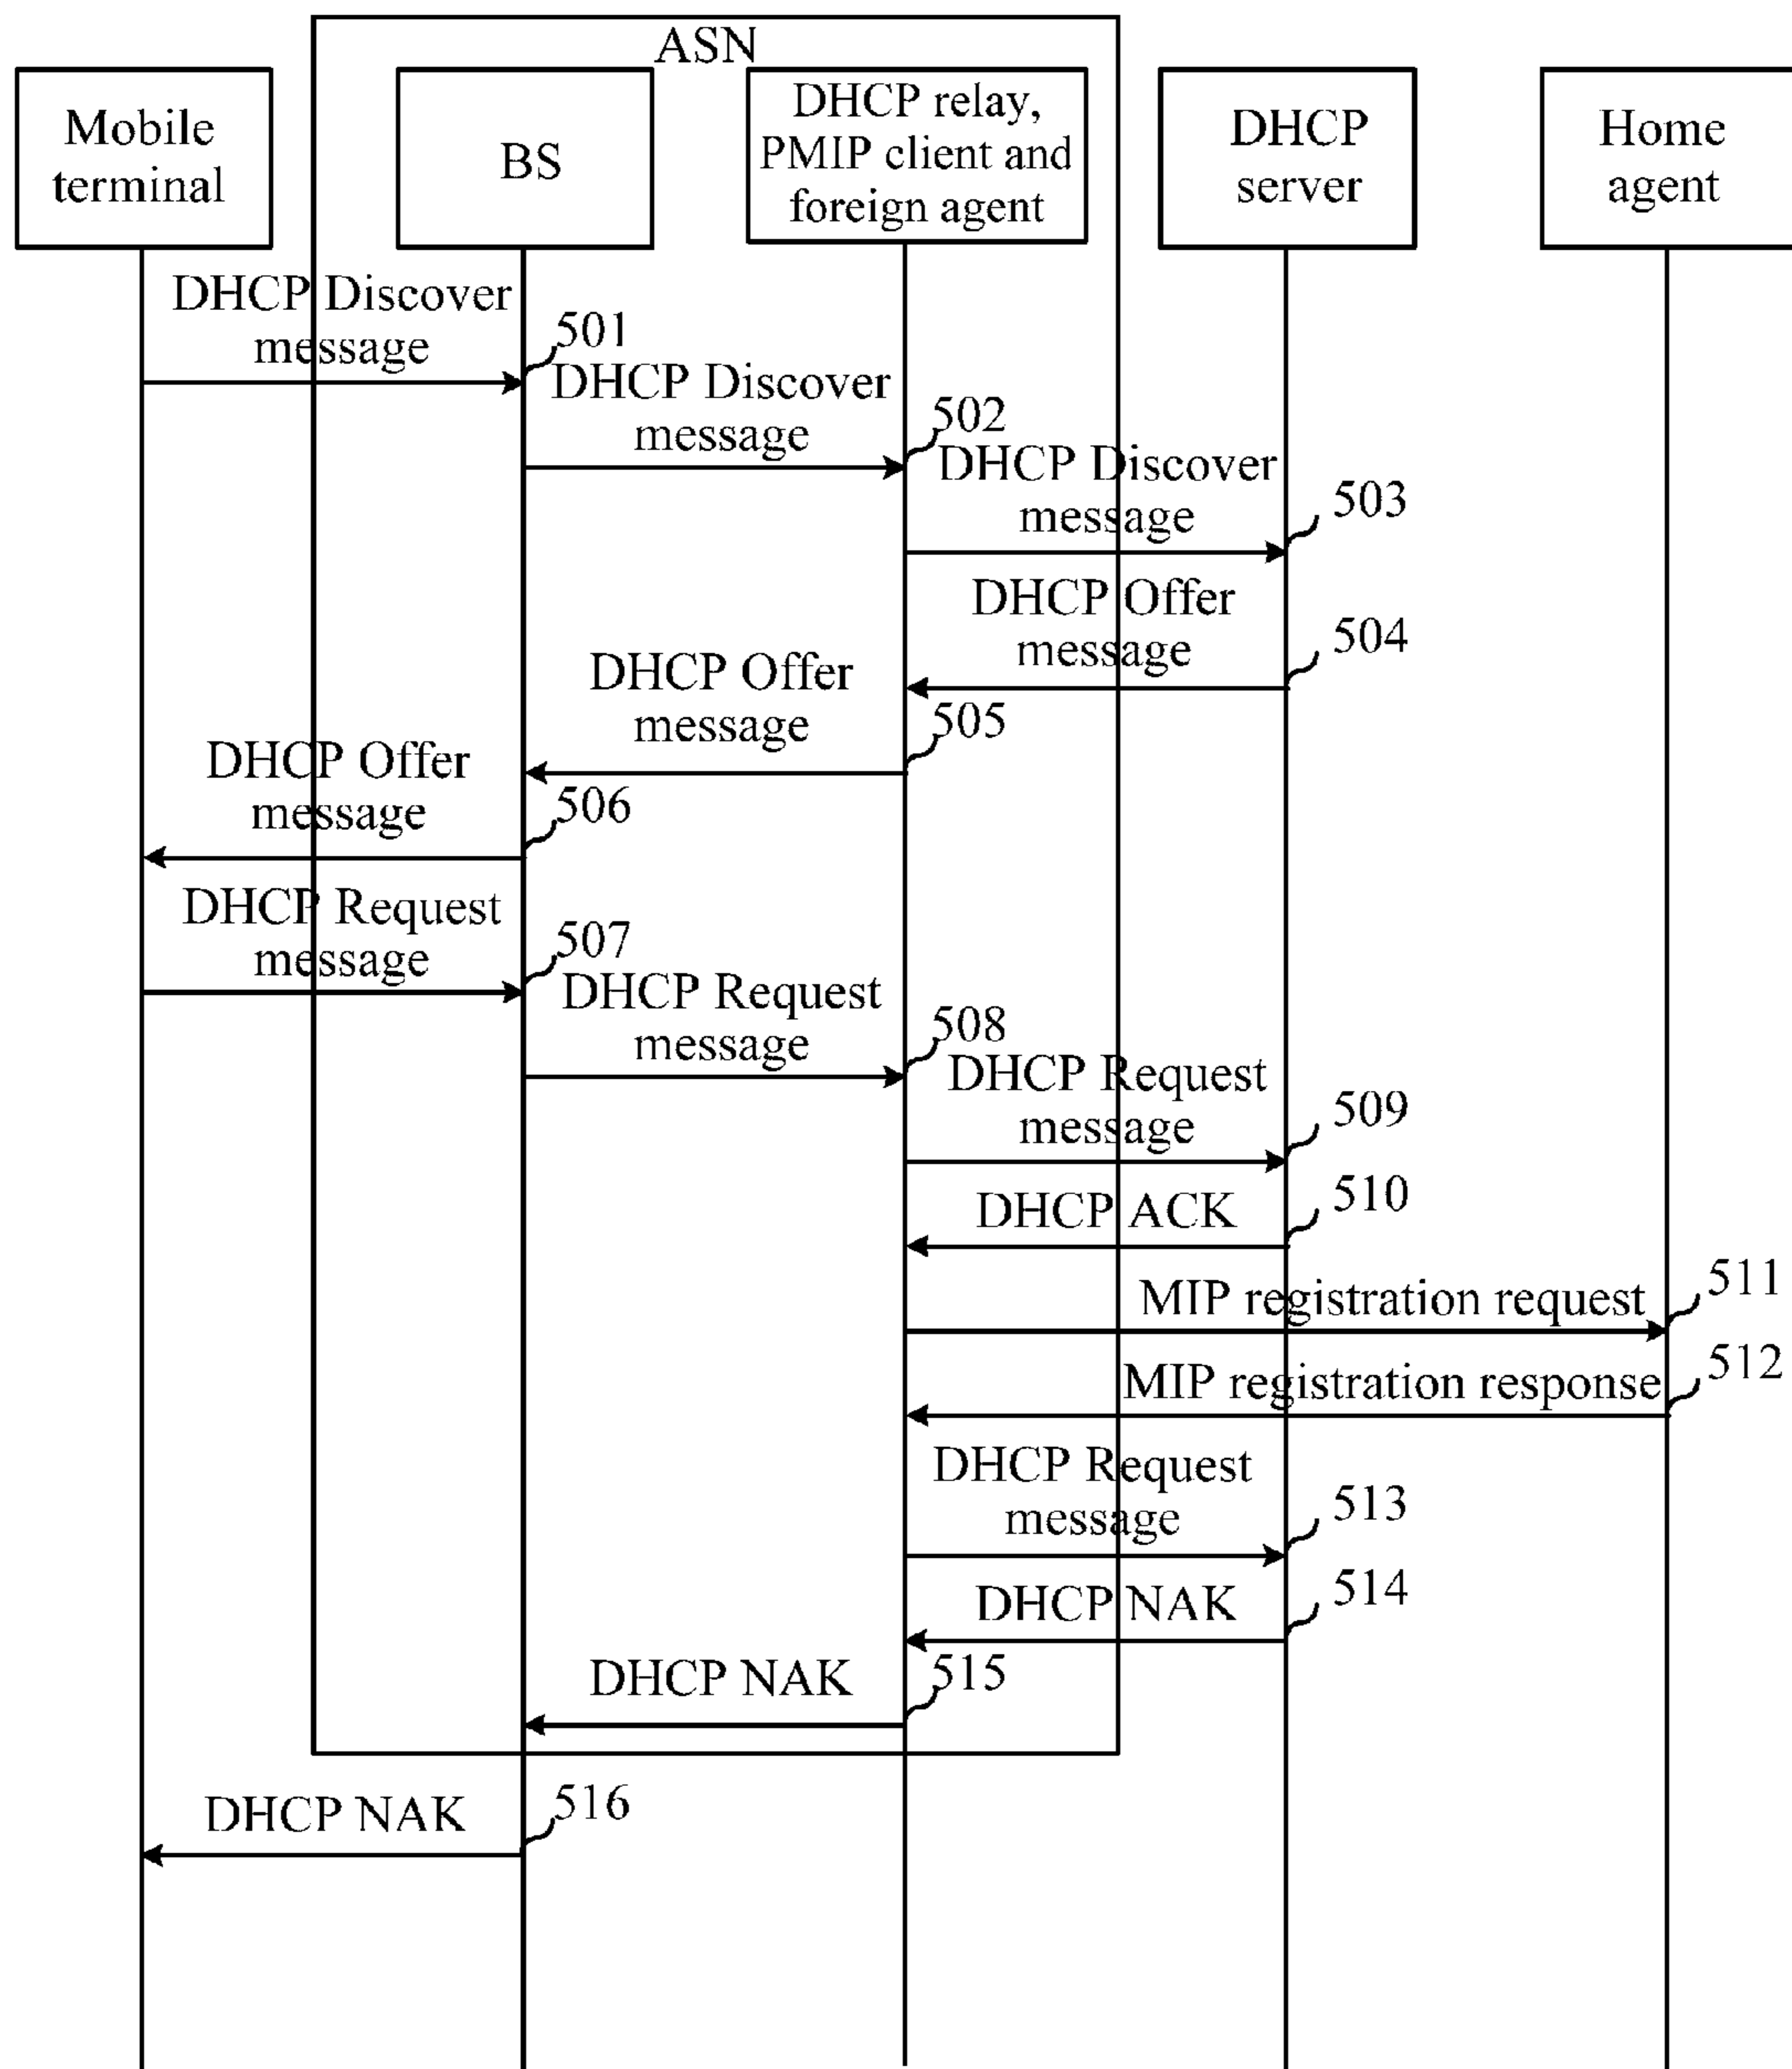 ASN
Mobile
terminal
BS
DHCP relay,
PMIP client and
foreign agent
DHCP
server
Home
agent
DHCP Discover
message
501
DHCP Discover
message
502
DHCP Discover
message
503
DHCP Offer
message
504
DHCP Offer
message
505
DHCP Offer
message
506
DHCP Request
message
507
DHCP Request
message
508
DHCP Request
message
509
DHCP ACK
510
MIP registration request
511
MIP registration response
512
DHCP Request
message
513
DHCP NAK
514
DHCP NAK
515
DHCP NAK
516